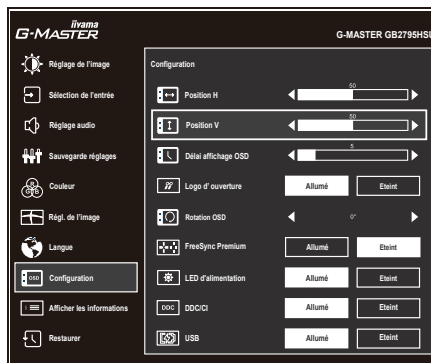 iiyama
G-MASTER
G-MASTER GB2795HSU
Réglage de l'image
Sélection de l'entrée
Réglage audio
Sauvegarde réglages
Couleur
R
G B
Régl. de l'image
Langue
OSD Configuration
Afficher les informations
Restaurer
Configuration
Position H
50
Position V
50
Délai affichage OSD
5
Logo d' ouverture Allumé Eteint
Rotation OSD 0°
FreeSync Premium Allumé Eteint
LED d'alimentation Allumé Eteint
DDC DDC/CI Allumé Eteint
USB Allumé Eteint